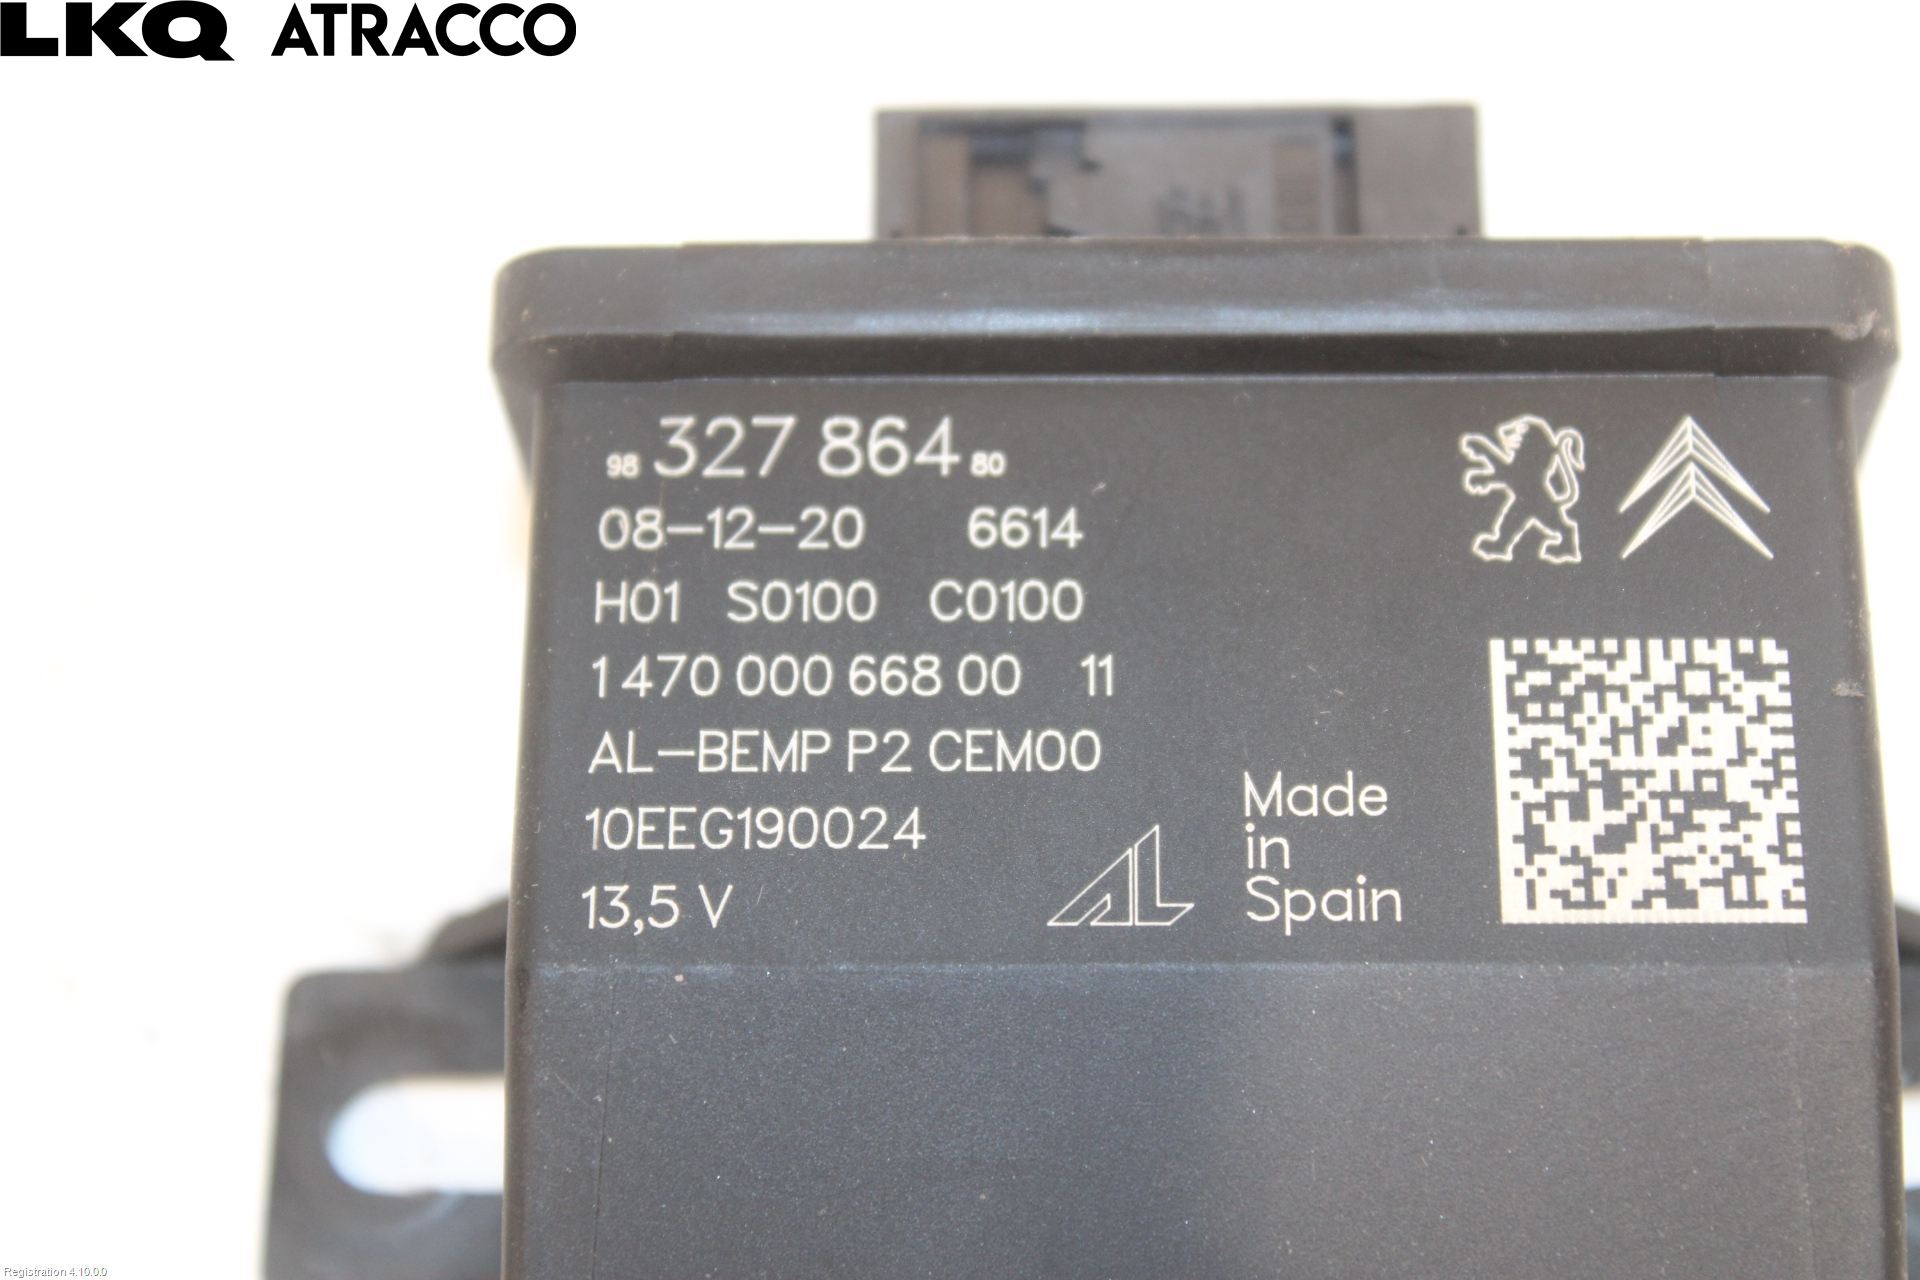 LKQ ATRACCO
98 327 864 80
08-12-20 6614
H01 S0100 C0100
1 470 000 668 00 11
AL-BEMP P2 CEM00
10EEG190024
13,5 V
AL
Made
in
Spain
Registration 4.10.0.0